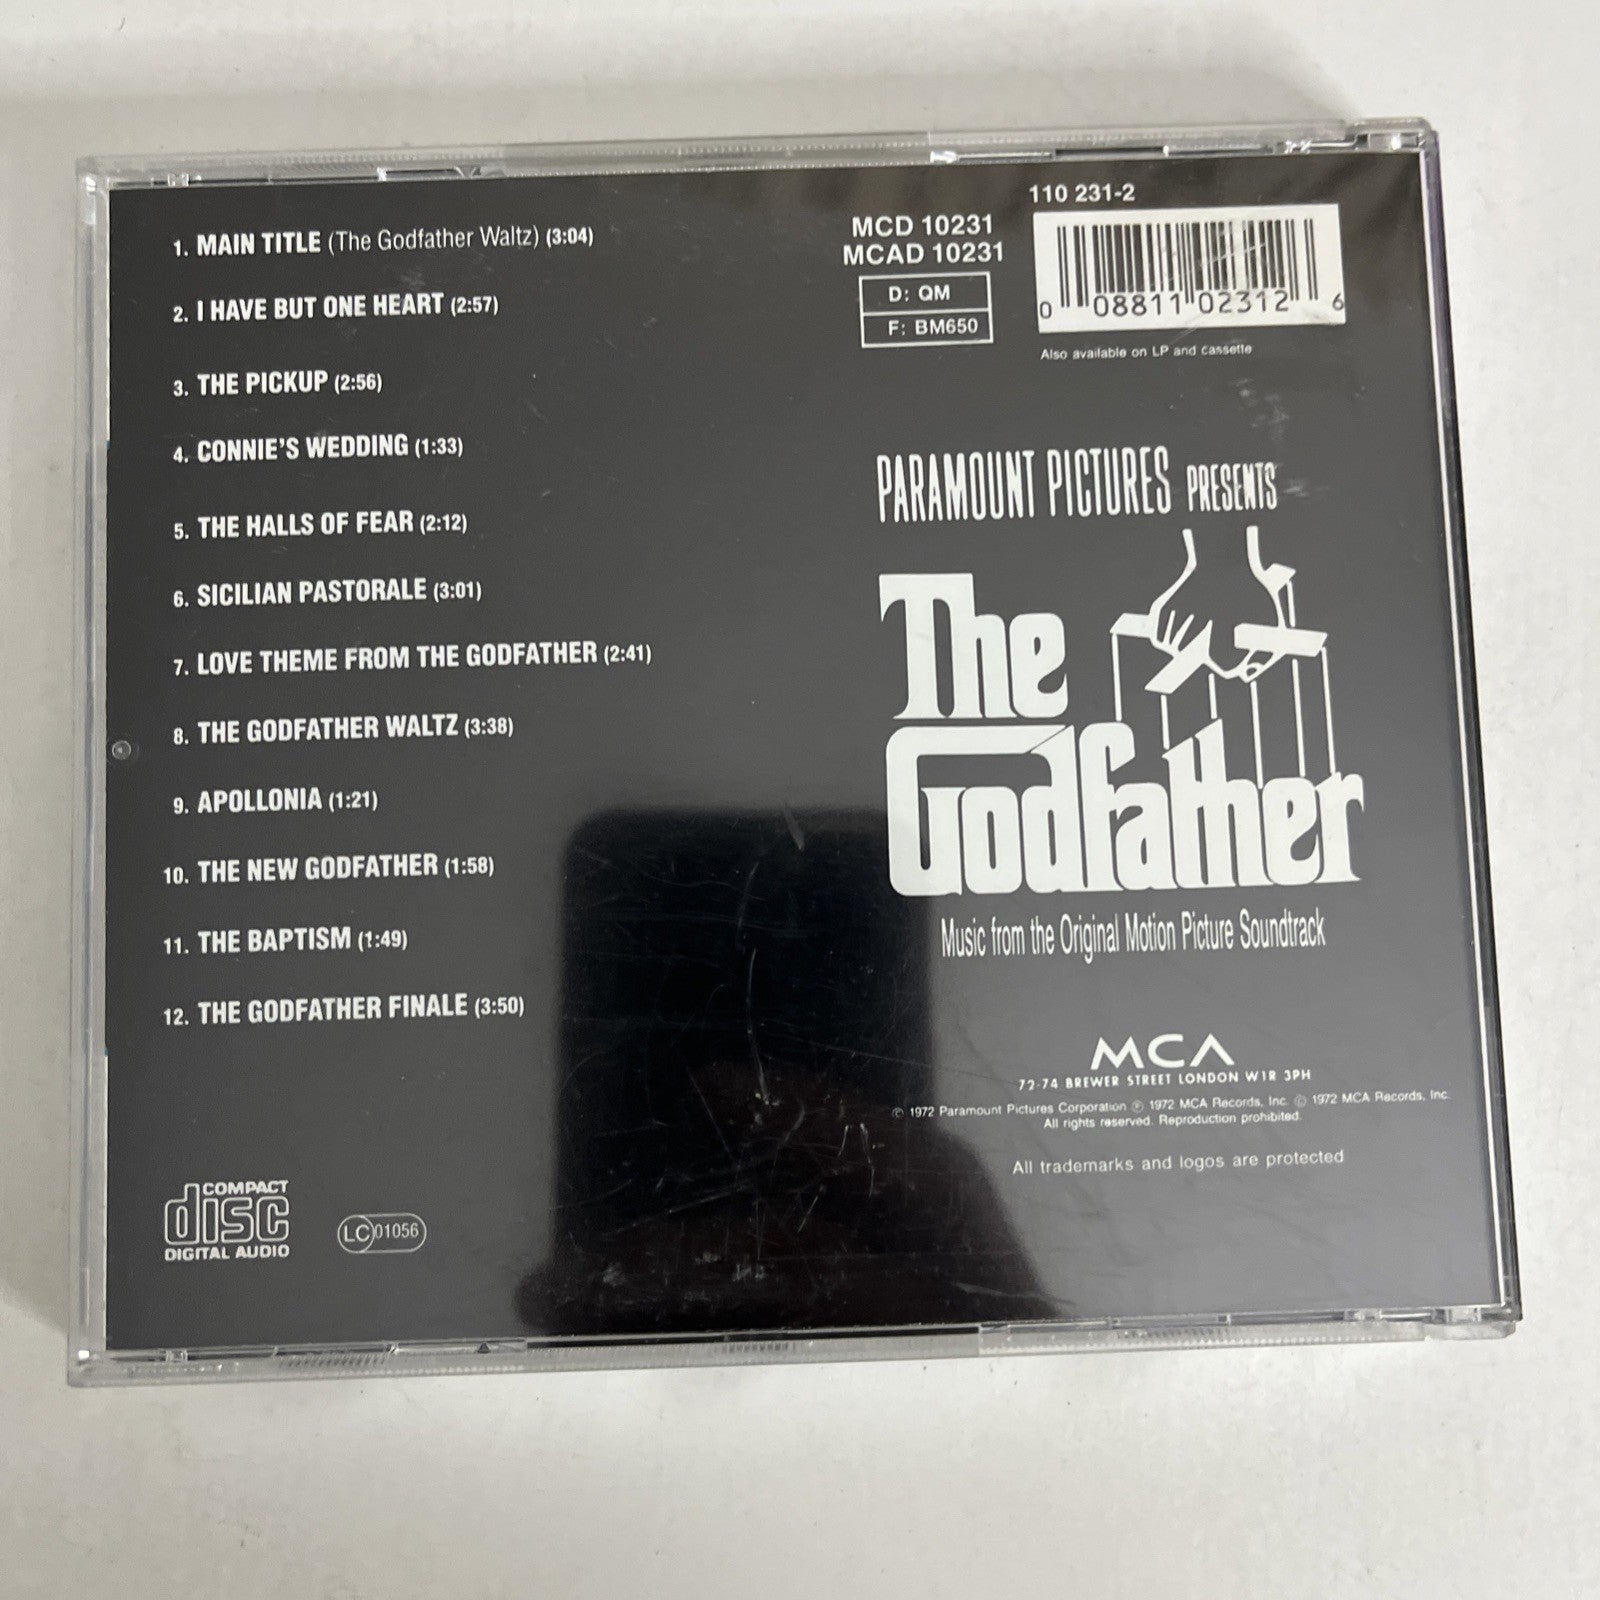 1. MAIN TITLE (The Godfather Waltz) (3:04)
2. I HAVE BUT ONE HEART (2:57)
3. THE PICKUP (2:56)
4. CONNIE'S WEDDING (1:33)
5. THE HALLS OF FEAR (2:12)
6. SICILIAN PASTORALE (3:01)
7. LOVE THEME FROM THE GODFATHER (2:41)
8. THE GODFATHER WALTZ (3:38)
9. APOLLONIA (1:21)
10. THE NEW GODFATHER (1:58)
11. THE BAPTISM (1:49)
12. THE GODFATHER FINALE (3:50)
COMPACT
disc
DIGITAL AUDIO
LC 01056
110 231-2
MCD 10231
MCAD 10231
D: QM
F: BM650
0 08811 02312 6
Also available on LP and cassette
PARAMOUNT PICTURES PRESENTS
The
Godfather
Music from the Original Motion Picture Soundtrack
MCA
72-74 BREWER STREET LONDON W1R 3PH
© 1972 Paramount Pictures Corporation ℗ 1972 MCA Records, Inc. © 1972 MCA Records, Inc.
All rights reserved. Reproduction prohibited.
All trademarks and logos are protected